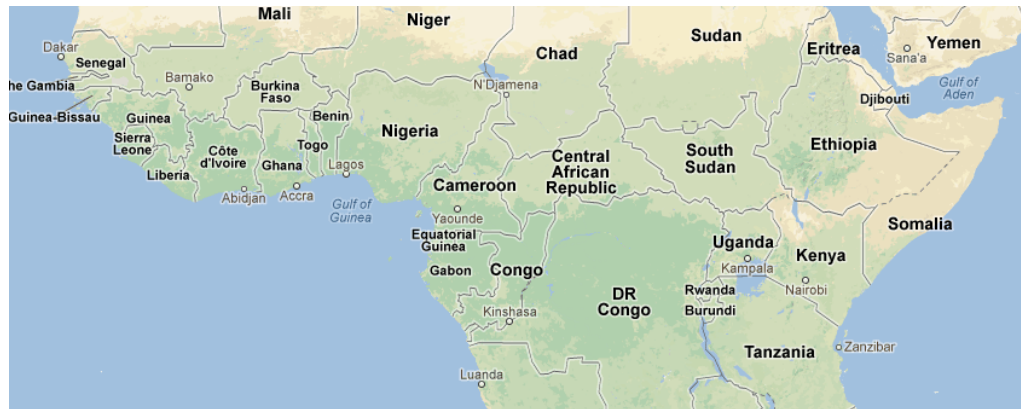 Mali
Niger
Sudan
Eritrea
Yemen
Sana'a
Dakar
Senegal
Chad
he Gambia
Bamako
Burkina
Faso
N'Djamena
Gulf of
Aden
Djibouti
Guinea-Bissau
Guinea
Benin
Nigeria
Sierra
Leone
Côte
d'Ivoire
Ghana
Togo
Lagos
Liberia
Abidjan
Accra
Gulf of
Guinea
Cameroon
Yaounde
Central
African
Republic
South
Sudan
Ethiopia
Somalia
Equatorial
Guinea
Gabon
Congo
Uganda
Kampala
Kenya
Nairobi
Kinshasa
DR
Congo
Rwanda
Burundi
Tanzania
Zanzibar
Luanda